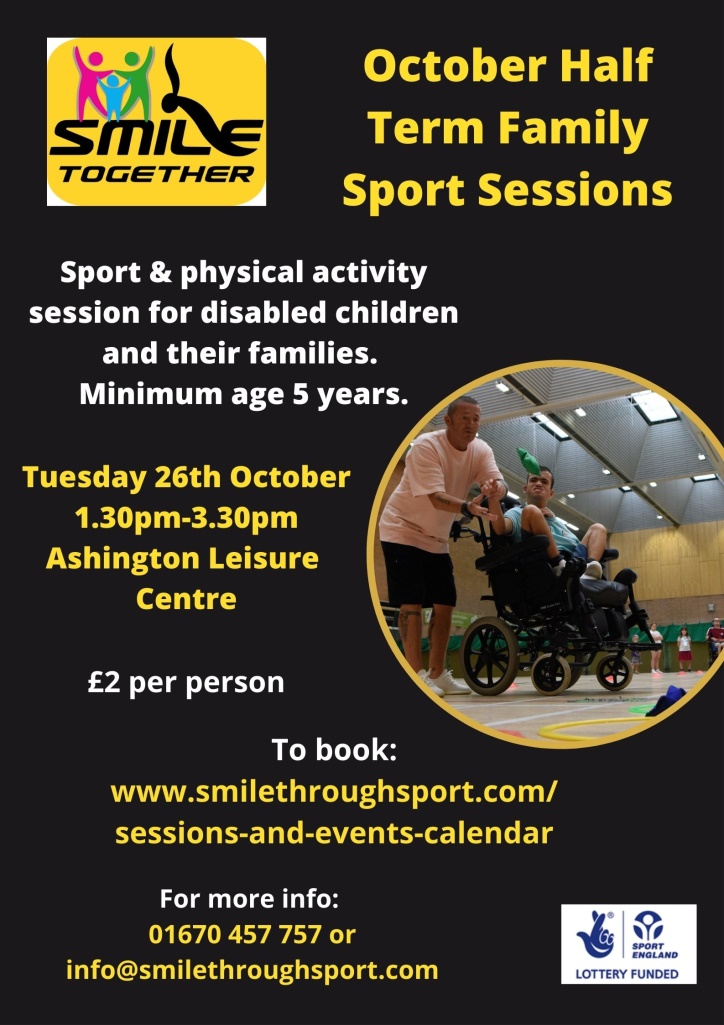 SMILE
TOGETHER
October Half
Term Family
Sport Sessions
Sport & physical activity
session for disabled children
and their families.
Minimum age 5 years.
Tuesday 26th October
1.30pm-3.30pm
Ashington Leisure
Centre
£2 per person
To book:
www.smilethroughsport.com/
sessions-and-events-calendar
For more info:
01670 457 757 or
info@smilethroughsport.com
SPORT
ENGLAND
LOTTERY FUNDED